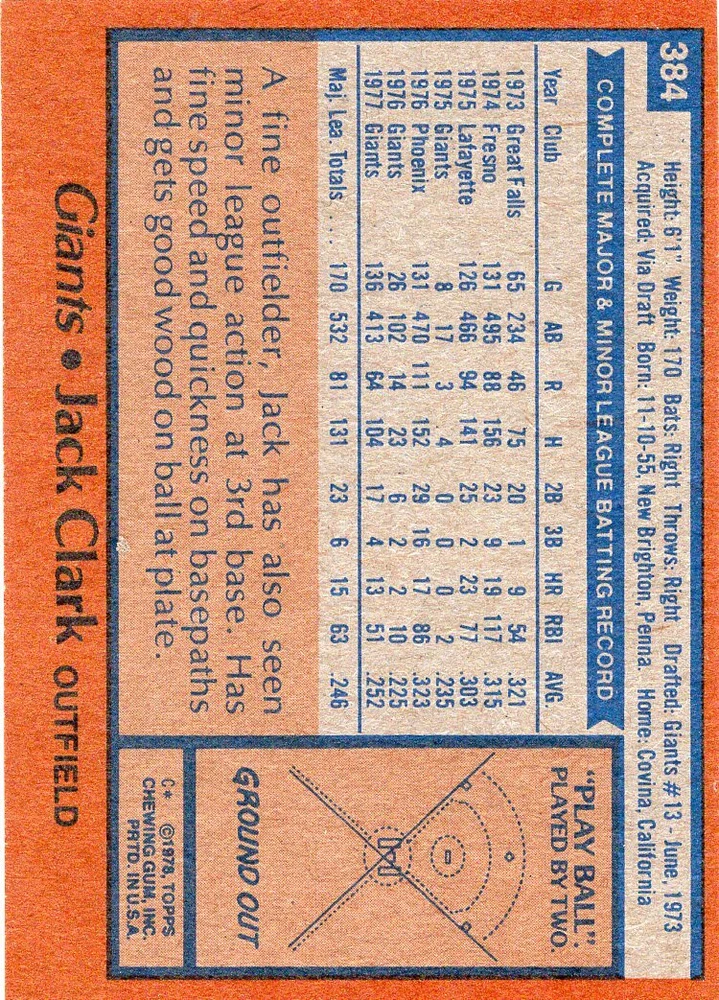 384
Height: 6'1" Weight: 170 Bats: Right Throws: Right Drafted: Giants #13 - June, 1973
Acquired: Via Draft Born: 11-10-55, New Brighton, Penna. Home: Covina, California
COMPLETE MAJOR & MINOR LEAGUE BATTING RECORD
Year Club G AB R H 2B 3B HR RBI AVG
1973 Great Falls 65 234 46 75 20 1 9 54 .321
1974 Fresno 131 495 88 156 23 9 19 117 .315
1975 Lafayette 126 466 94 141 25 2 23 77 .303
1975 Giants 8 17 3 4 0 0 0 2 .235
1976 Phoenix 131 470 111 152 29 16 17 86 .323
1976 Giants 26 102 14 23 6 2 2 10 .225
1977 Giants 136 413 64 104 17 4 13 51 .252
Maj. Lea. Totals .... 170 532 81 131 23 6 15 63 .246
A fine outfielder, Jack has also seen
minor league action at 3rd base. Has
fine speed and quickness on basepaths
and gets good wood on ball at plate.
"PLAY BALL".
PLAYED BY TWO.
GROUND OUT
C* ©1978, TOPPS
CHEWING GUM, INC.
PRTD. IN U.S.A.
Giants • Jack Clark OUTFIELD